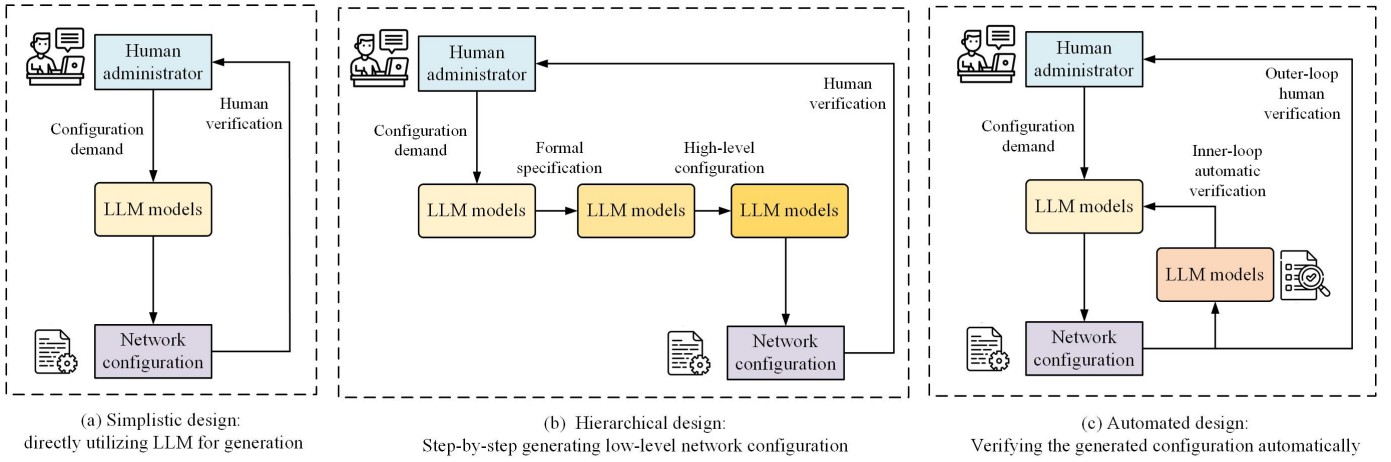 Human
administrator
Configuration
demand
Human
verification
LLM models
Network
configuration
(a) Simplistic design:
directly utilizing LLM for generation
Human
administrator
Human
verification
Configuration
demand
Formal
specification
High-level
configuration
LLM models
LLM models
LLM models
Network
configuration
(b) Hierarchical design:
Step-by-step generating low-level network configuration
Human
administrator
Outer-loop
human
verification
Configuration
demand
Inner-loop
automatic
verification
LLM models
LLM models
Network
configuration
(c) Automated design:
Verifying the generated configuration automatically